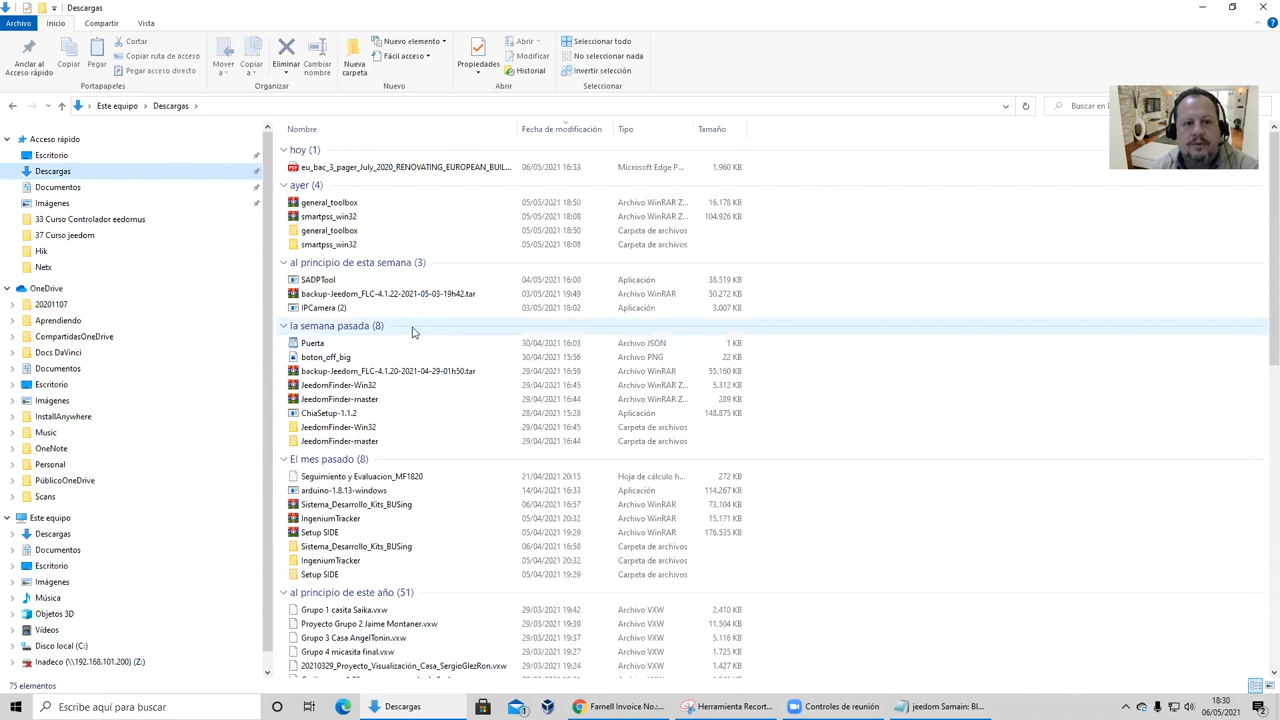 Descargas
Archivo Inicio Compartir Vista
Anclar al Acceso rápido
Copiar
Pegar
Cortar
Copiar ruta de acceso
Pegar acceso directo
Mover a
Copiar a
Eliminar
Cambiar nombre
Nueva carpeta
Nuevo elemento
Fácil acceso
Propiedades
Abrir
Modificar
Historial
Seleccionar todo
No seleccionar nada
Invertir selección
Portapapeles Organizar Nuevo Abrir Seleccionar
Este equipo > Descargas >
Buscar en
Acceso rápido
Escritorio
Descargas
Documentos
Imágenes
33 Curso Controlador eedomus
37 Curso jeedom
Hik
Netx
OneDrive
20201107
Aprendiendo
CompartidasOneDrive
Docs DaVinci
Documentos
Escritorio
Imágenes
InstallAnywhere
Music
OneNote
Personal
PúblicoOneDrive
Scans
Este equipo
Descargas
Documentos
Escritorio
Imágenes
Música
Objetos 3D
Vídeos
Disco local (C:)
Inadeco (\\192.168.101.200) (Z:)
Nombre Fecha de modificación Tipo Tamaño
hoy (1)
eu_bac_3_pager_July_2020_RENOVATING_EUROPEAN_BUIL... 06/05/2021 16:33 Microsoft Edge P... 1.960 KB
ayer (4)
general_toolbox 05/05/2021 18:50 Archivo WinRAR Z... 16.178 KB
smartpss_win32 05/05/2021 18:08 Archivo WinRAR Z... 104.926 KB
general_toolbox 05/05/2021 18:50 Carpeta de archivos
smartpss_win32 05/05/2021 18:08 Carpeta de archivos
al principio de esta semana (3)
SADPTool 04/05/2021 16:00 Aplicación 38.519 KB
backup-Jeedom_FLC-4.1.22-2021-05-03-19h42.tar 03/05/2021 19:49 Archivo WinRAR 50.272 KB
IPCamera (2) 03/05/2021 18:02 Aplicación 3.007 KB
la semana pasada (8)
Puerta 30/04/2021 16:03 Archivo JSON 1 KB
boton_off_big 30/04/2021 15:56 Archivo PNG 22 KB
backup-Jeedom_FLC-4.1.20-2021-04-29-01h50.tar 29/04/2021 16:59 Archivo WinRAR 55.160 KB
JeedomFinder-Win32 29/04/2021 16:45 Archivo WinRAR Z... 5.312 KB
JeedomFinder-master 29/04/2021 16:44 Archivo WinRAR Z... 289 KB
ChiaSetup-1.1.2 28/04/2021 15:28 Aplicación 148.875 KB
JeedomFinder-Win32 29/04/2021 16:45 Carpeta de archivos
JeedomFinder-master 29/04/2021 16:44 Carpeta de archivos
El mes pasado (8)
Seguimiento y Evaluacion_MF1820 21/04/2021 20:15 Hoja de cálculo h... 272 KB
arduino-1.8.13-windows 14/04/2021 16:33 Aplicación 114.267 KB
Sistema_Desarrollo_Kits_BUSing 06/04/2021 16:57 Archivo WinRAR 73.104 KB
IngeniumTracker 05/04/2021 20:32 Archivo WinRAR 15.171 KB
Setup SIDE 05/04/2021 19:29 Archivo WinRAR 176.535 KB
Sistema_Desarrollo_Kits_BUSing 06/04/2021 16:58 Carpeta de archivos
IngeniumTracker 05/04/2021 20:32 Carpeta de archivos
Setup SIDE 05/04/2021 19:29 Carpeta de archivos
al principio de este año (51)
Grupo 1 casita Saika.vxw 29/03/2021 19:42 Archivo VXW 2.410 KB
Proyecto Grupo 2 Jaime Montaner.vxw 29/03/2021 19:39 Archivo VXW 11.504 KB
Grupo 3 Casa AngelTonin.vxw 29/03/2021 19:37 Archivo VXW 5.116 KB
Grupo 4 micasita final.vxw 29/03/2021 19:27 Archivo VXW 1.725 KB
20210329_Proyecto_Visualización_Casa_SergioGlezRon.vxw 29/03/2021 19:24 Archivo VXW 1.427 KB
75 elementos
Escribe aquí para buscar
Descargas
Farnell Invoice No.:...
Herramienta Recort...
Controles de reunión
jeedom Samain: Bl...
18:30
06/05/2021